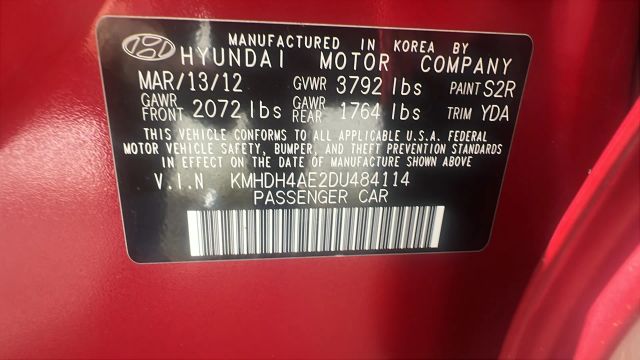 MANUFACTURED IN KOREA BY
HYUNDAI MOTOR COMPANY
MAR/13/12 GVWR 3792 lbs PAINT S2R
GAWR FRONT 2072 lbs GAWR REAR 1764 lbs TRIM YDA
THIS VEHICLE CONFORMS TO ALL APPLICABLE U.S.A. FEDERAL
MOTOR VEHICLE SAFETY, BUMPER, AND THEFT PREVENTION STANDARDS
IN EFFECT ON THE DATE OF MANUFACTURE SHOWN ABOVE.
V.I.N KMHDH4AE2DU484114
PASSENGER CAR